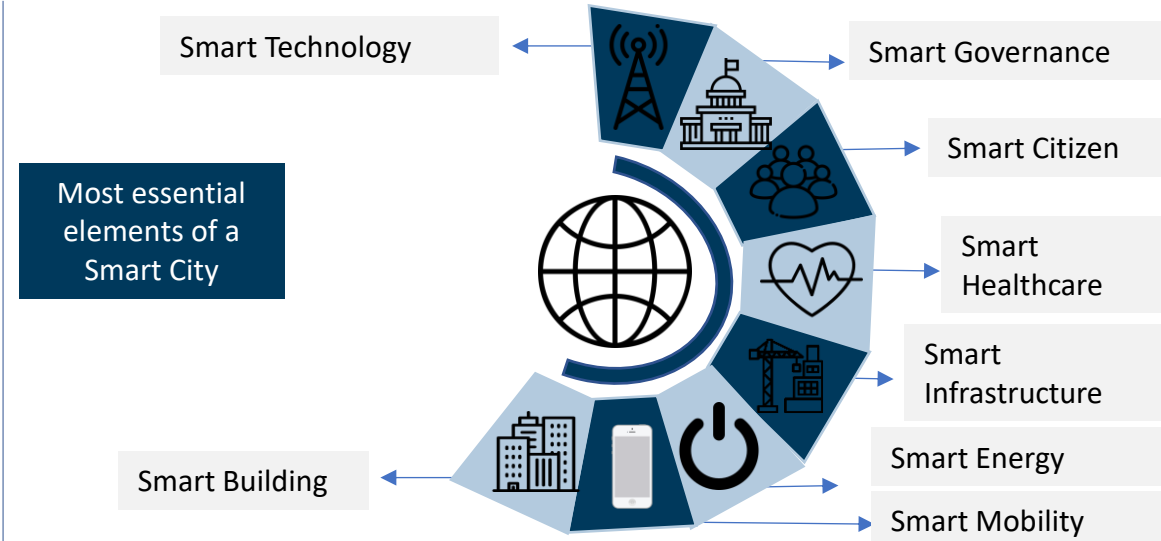 Smart Technology
Smart Governance
Smart Citizen
Most essential
elements of a
Smart City
Smart
Healthcare
Smart
Infrastructure
Smart Energy
Smart Building
Smart Mobility